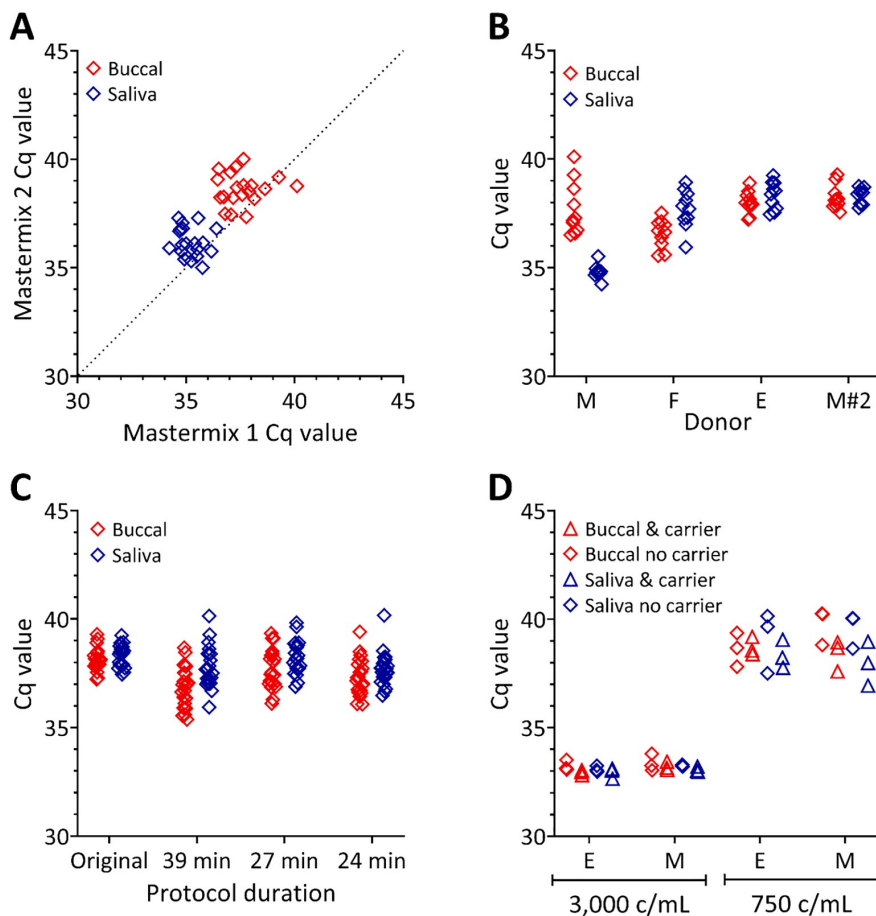 A
45
Buccal
Saliva
40
35
30
Mastermix 2 Cq value
30
35
40
45
Mastermix 1 Cq value
B
45
Buccal
Saliva
40
35
30
Cq value
M
F
E
M#2
Donor
C
45
Buccal
Saliva
40
35
30
Cq value
Original
39 min
27 min
24 min
Protocol duration
D
45
Buccal & carrier
Buccal no carrier
Saliva & carrier
Saliva no carrier
40
35
30
Cq value
E
M
E
M
3,000 c/mL
750 c/mL